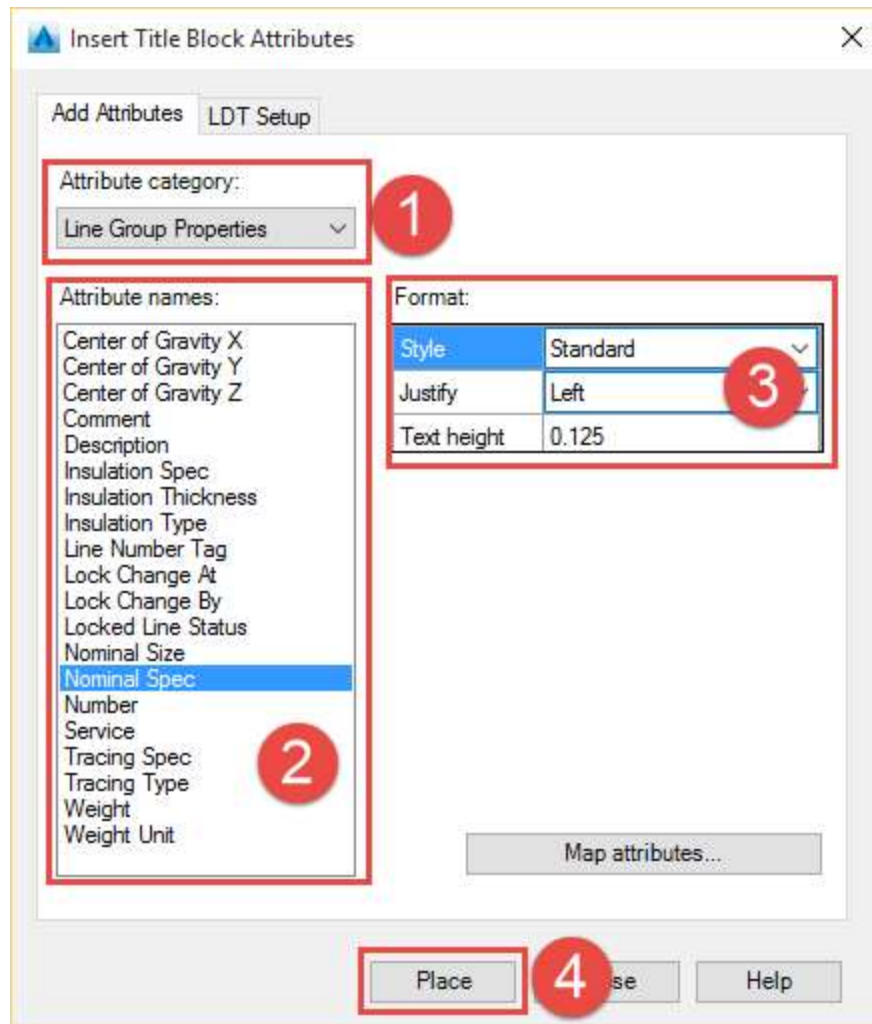 Insert Title Block Attributes
Add Attributes
LDT Setup
Attribute category:
Line Group Properties
1
Attribute names:
Center of Gravity X
Center of Gravity Y
Center of Gravity Z
Comment
Description
Insulation Spec
Insulation Thickness
Insulation Type
Line Number Tag
Lock Change At
Lock Change By
Locked Line Status
Nominal Size
Nominal Spec
Number
Service
Tracing Spec
Tracing Type
Weight
Weight Unit
2
Format:
Style Standard
Justify Left
Text height 0.125
3
Map attributes...
Place
4
Help